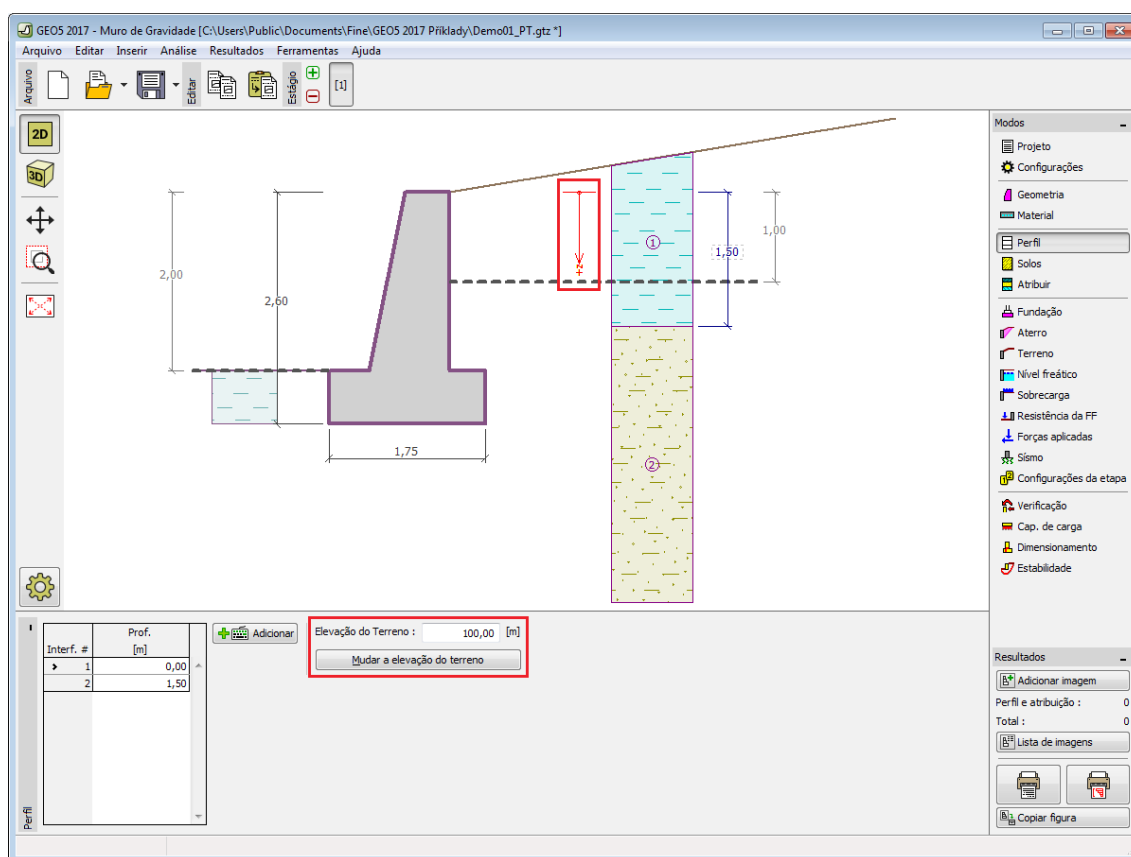 GEO5 2017 - Muro de Gravidade [C:\Users\Public\Documents\Fine\GEO5 2017 Příklady\Demo01_PT.gtz *]
Arquivo Editar Inserir Análise Resultados Ferramentas Ajuda
Arquivo
Editar
Estágio
[1]
2D
3D
2,00
2,60
1,75
+z
1
2
1,50
1,00
Modos
Projeto
Configurações
Geometria
Material
Perfil
Solos
Atribuir
Fundação
Aterro
Terreno
Nível freático
Sobrecarga
Resistência da FF
Forças aplicadas
Sísmo
Configurações da etapa
Verificação
Cap. de carga
Dimensionamento
Estabilidade
Perfil
Interf. # Prof. [m]
1 0,00
2 1,50
Adicionar
Elevação do Terreno : 100,00 [m]
Mudar a elevação do terreno
Resultados
Adicionar imagem
Perfil e atribuição : 0
Total : 0
Lista de imagens
Copiar figura